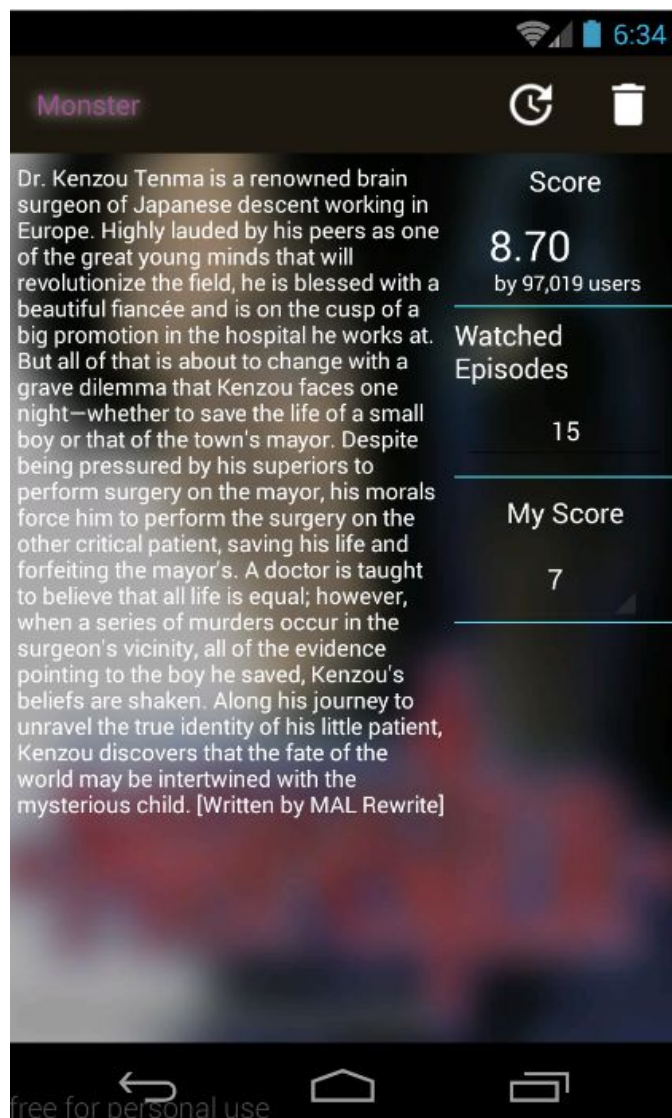 6:34
Monster
Dr. Kenzou Tenma is a renowned brain
surgeon of Japanese descent working in
Europe. Highly lauded by his peers as one
of the great young minds that will
revolutionize the field, he is blessed with a
beautiful fiancée and is on the cusp of a
big promotion in the hospital he works at.
But all of that is about to change with a
grave dilemma that Kenzou faces one
night—whether to save the life of a small
boy or that of the town's mayor. Despite
being pressured by his superiors to
perform surgery on the mayor, his morals
force him to perform the surgery on the
other critical patient, saving his life and
forfeiting the mayor's. A doctor is taught
to believe that all life is equal; however,
when a series of murders occur in the
surgeon's vicinity, all of the evidence
pointing to the boy he saved, Kenzou's
beliefs are shaken. Along his journey to
unravel the true identity of his little patient,
Kenzou discovers that the fate of the
world may be intertwined with the
mysterious child. [Written by MAL Rewrite]
Score
8.70
by 97,019 users
Watched
Episodes
15
My Score
7
free for personal use